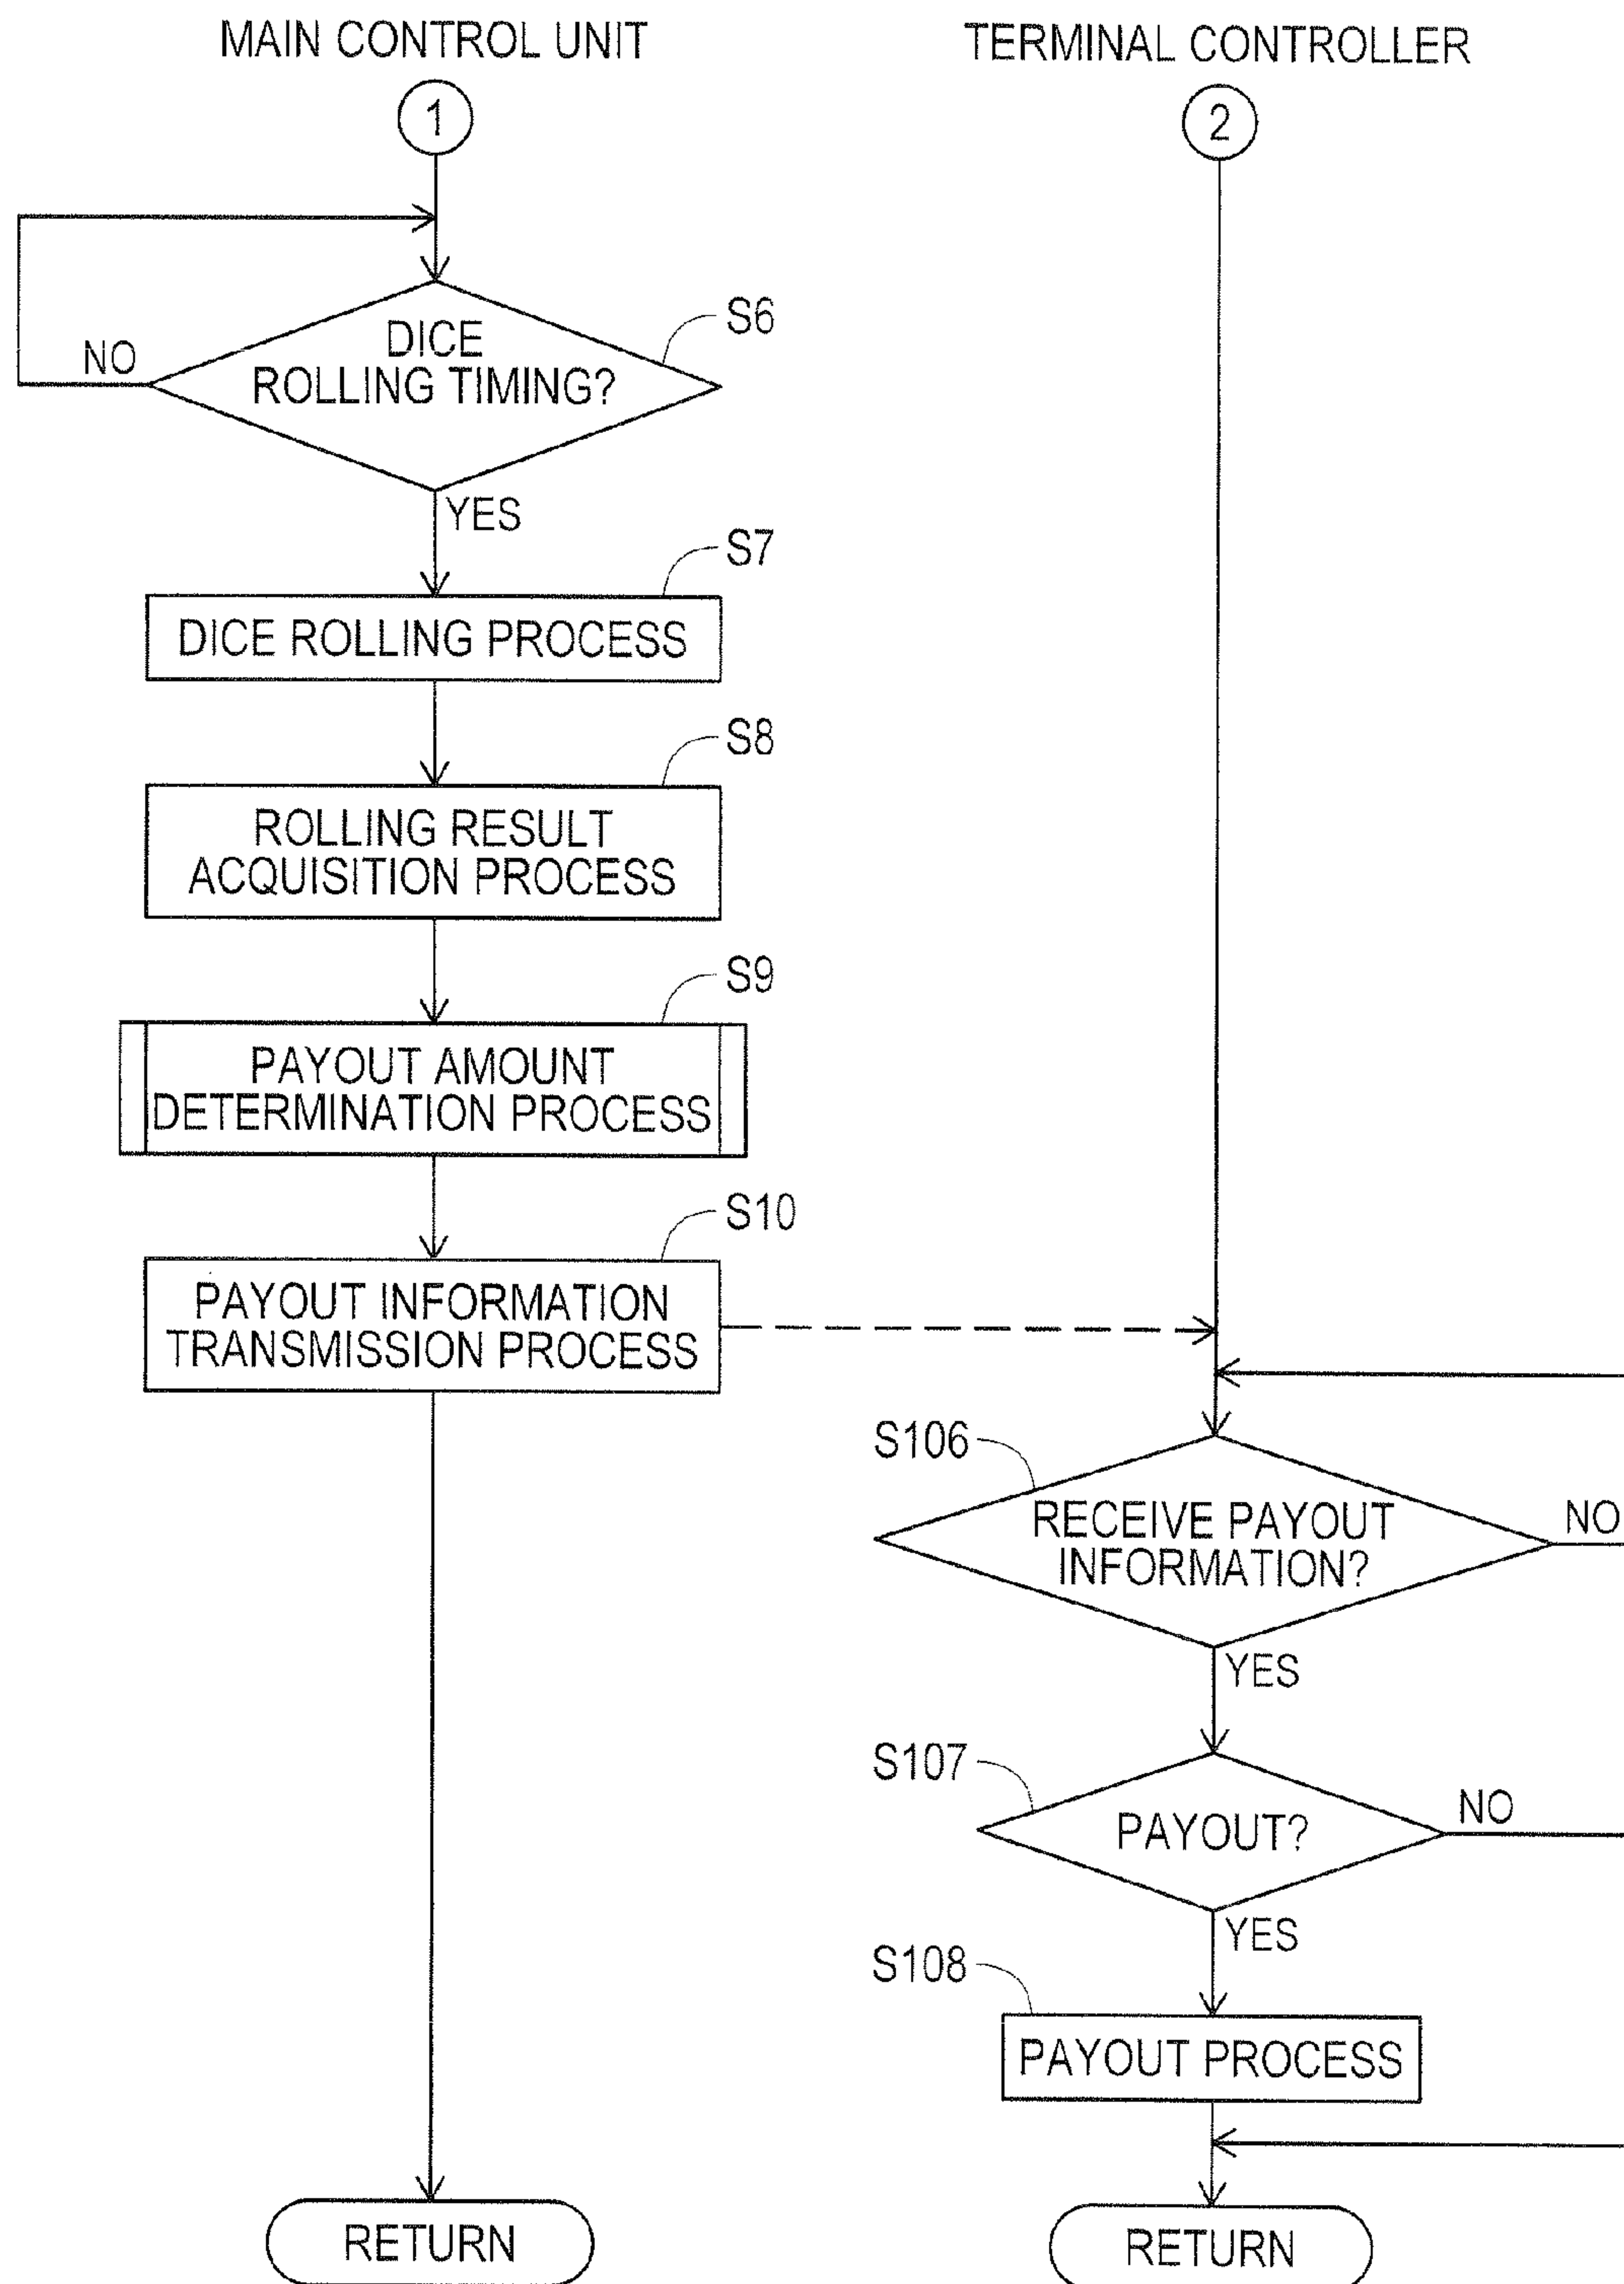 MAIN CONTROL UNIT
1
S6
DICE
ROLLING TIMING?
NO
YES
S7
DICE ROLLING PROCESS
S8
ROLLING RESULT
ACQUISITION PROCESS
S9
PAYOUT AMOUNT
DETERMINATION PROCESS
S10
PAYOUT INFORMATION
TRANSMISSION PROCESS
RETURN
TERMINAL CONTROLLER
2
S106
RECEIVE PAYOUT
INFORMATION?
NO
YES
S107
PAYOUT?
NO
YES
S108
PAYOUT PROCESS
RETURN